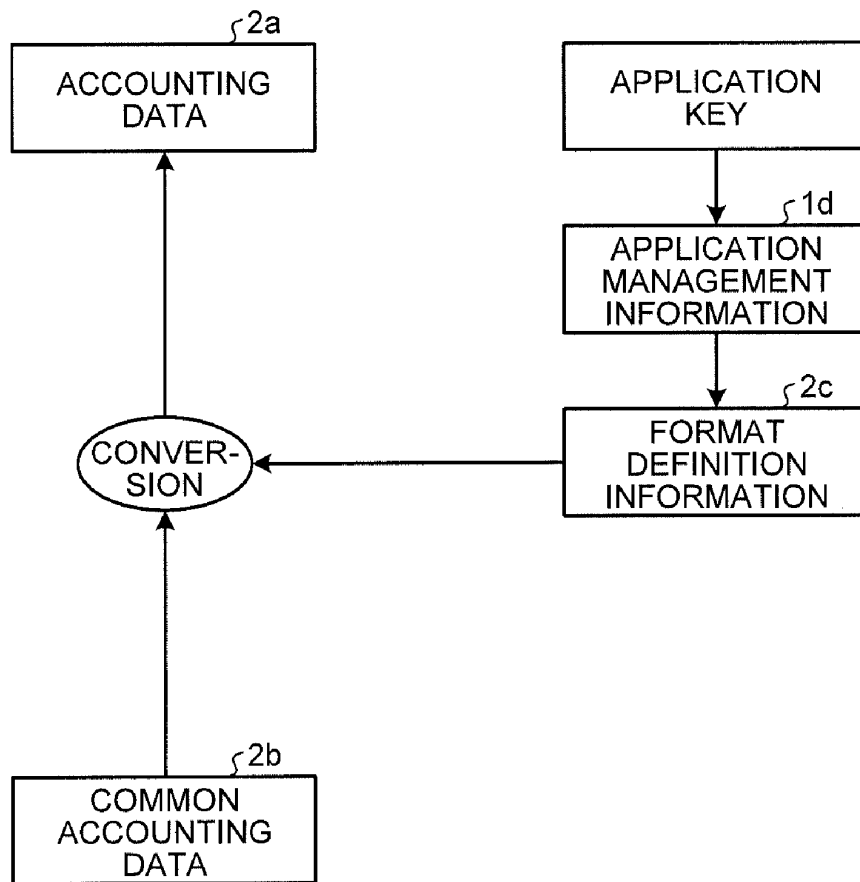 2a
ACCOUNTING
DATA
APPLICATION
KEY
1d
APPLICATION
MANAGEMENT
INFORMATION
2c
FORMAT
DEFINITION
INFORMATION
CONVER-
SION
2b
COMMON
ACCOUNTING
DATA